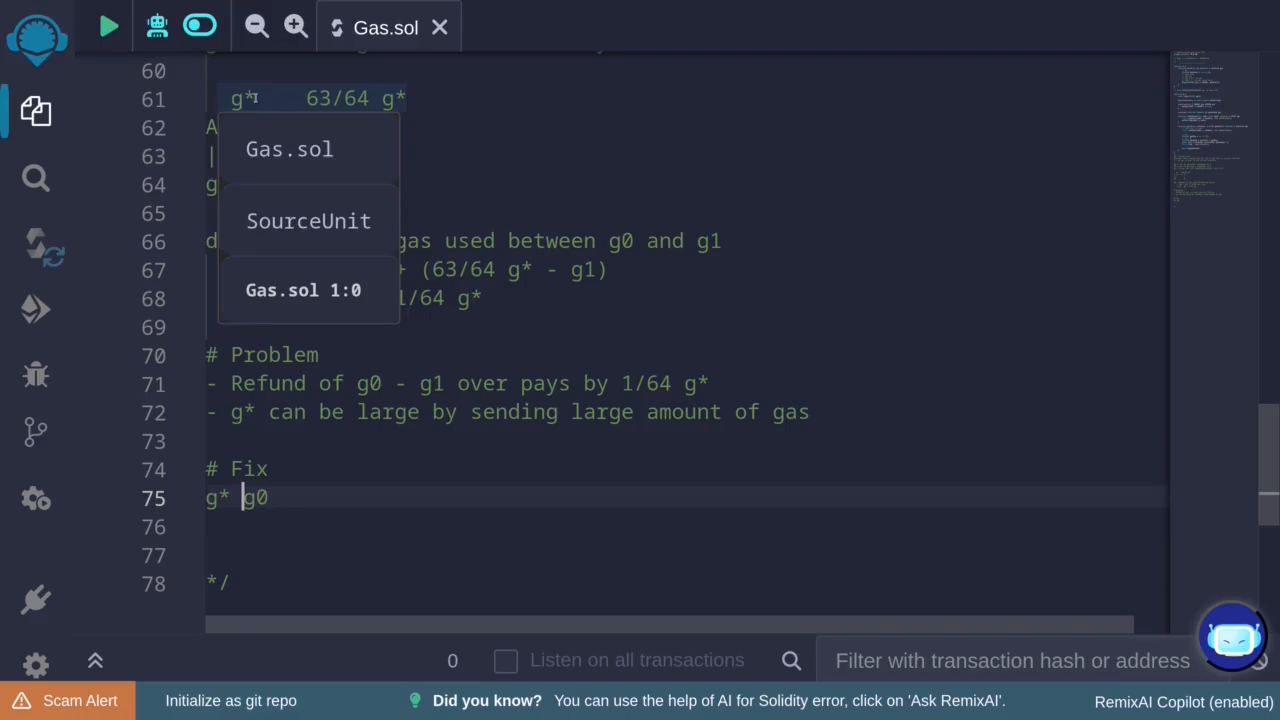 Gas.sol
60
61 g* 63/64 g*
62 A
63 |
64 g
65
66 d gas used between g0 and g1
67 + (63/64 g* - g1)
68 1/64 g*
69
70 # Problem
71 - Refund of g0 - g1 over pays by 1/64 g*
72 - g* can be large by sending large amount of gas
73
74 # Fix
75 g* g0
76
77
78 */
Gas.sol
SourceUnit
Gas.sol 1:0
0 Listen on all transactions Filter with transaction hash or address
Scam Alert Initialize as git repo Did you know? You can use the help of AI for Solidity error, click on 'Ask RemixAI'. RemixAI Copilot (enabled)